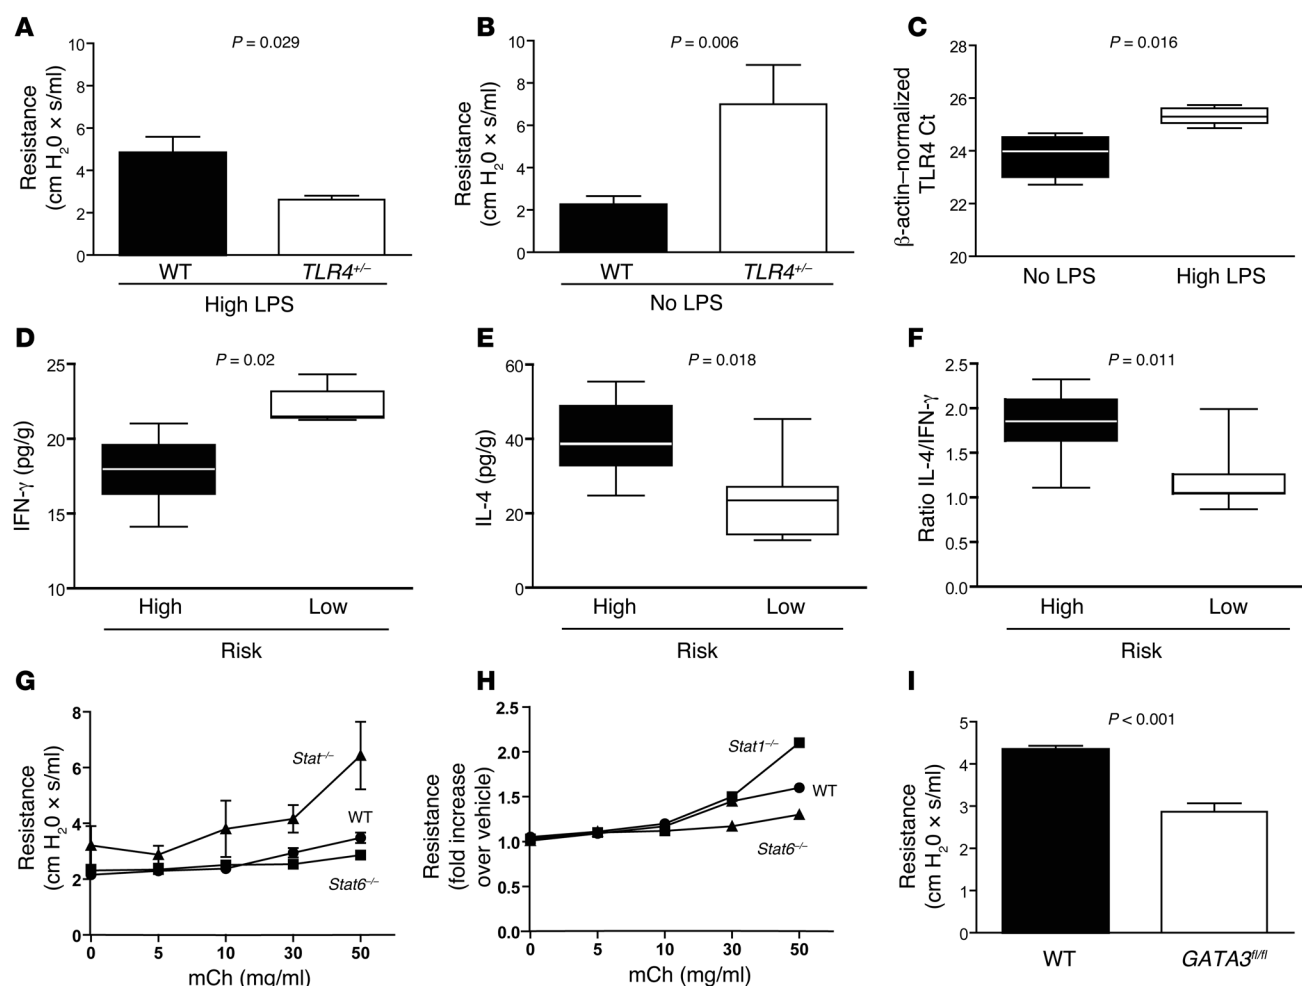 A
P = 0.029
Resistance
(cm H20 × s/ml)
10
8
6
4
2
0
WT
TLR4+/–
High LPS
B
P = 0.006
Resistance
(cm H20 × s/ml)
10
8
6
4
2
0
WT
TLR4+/–
No LPS
C
P = 0.016
β-actin–normalized
TLR4 Ct
28
26
24
22
20
No LPS
High LPS
D
P = 0.02
IFN-γ (pg/g)
25
20
15
10
High
Low
Risk
E
P = 0.018
IL-4 (pg/g)
60
40
20
0
High
Low
Risk
F
P = 0.011
Ratio IL-4/IFN-γ
2.5
2.0
1.5
1.0
0.5
0.0
High
Low
Risk
G
Resistance
(cm H20 × s/ml)
8
6
4
2
0
Stat–/–
WT
Stat6–/–
0
5
10
30
50
mCh (mg/ml)
H
Resistance
(fold increase
over vehicle)
2.5
2.0
1.5
1.0
0.5
0.0
Stat1–/–
WT
Stat6–/–
0
5
10
30
50
mCh (mg/ml)
I
P < 0.001
Resistance
(cm H20 × s/ml)
5
4
3
2
1
0
WT
GATA3fl/fl